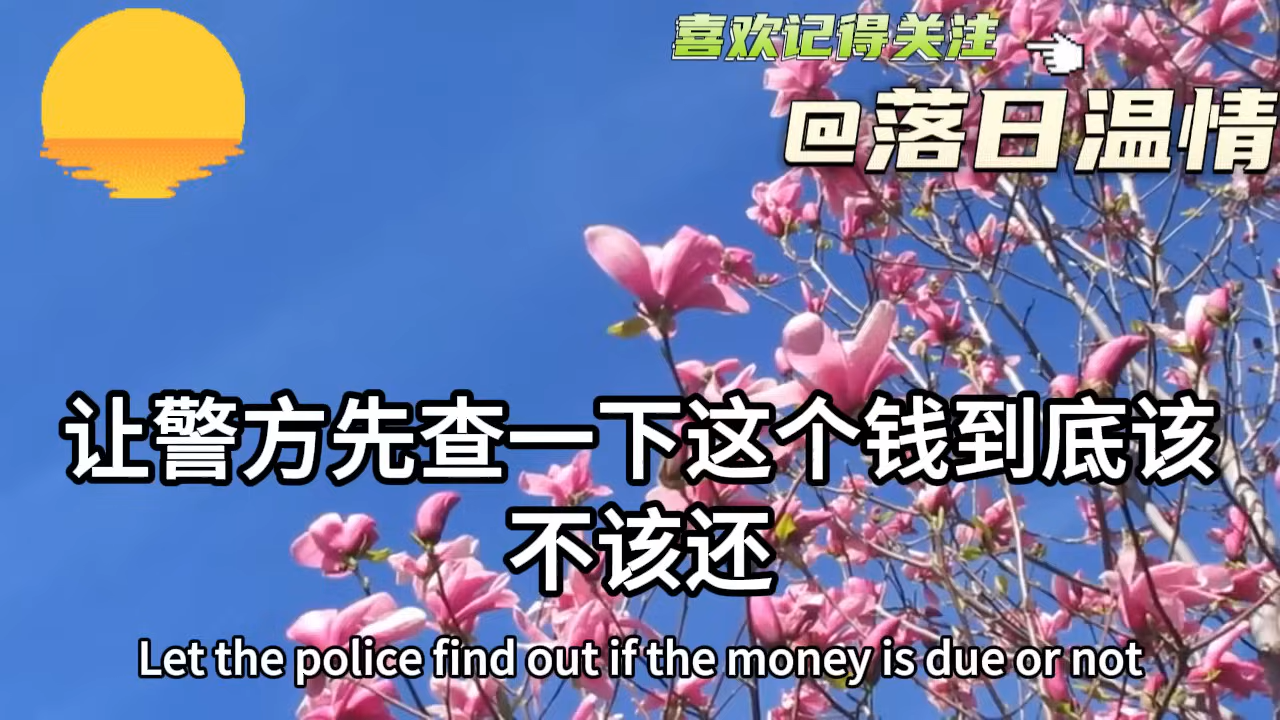 喜欢记得关注
@落日温情
让警方先查一下这个钱到底该
不该还
Let the police find out if the money is due or not